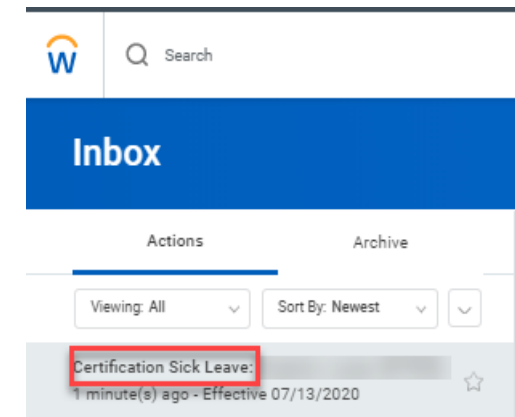 W
Search
Inbox
Actions Archive
Viewing: All Sort By: Newest
Certification Sick Leave:
1 minute(s) ago - Effective 07/13/2020